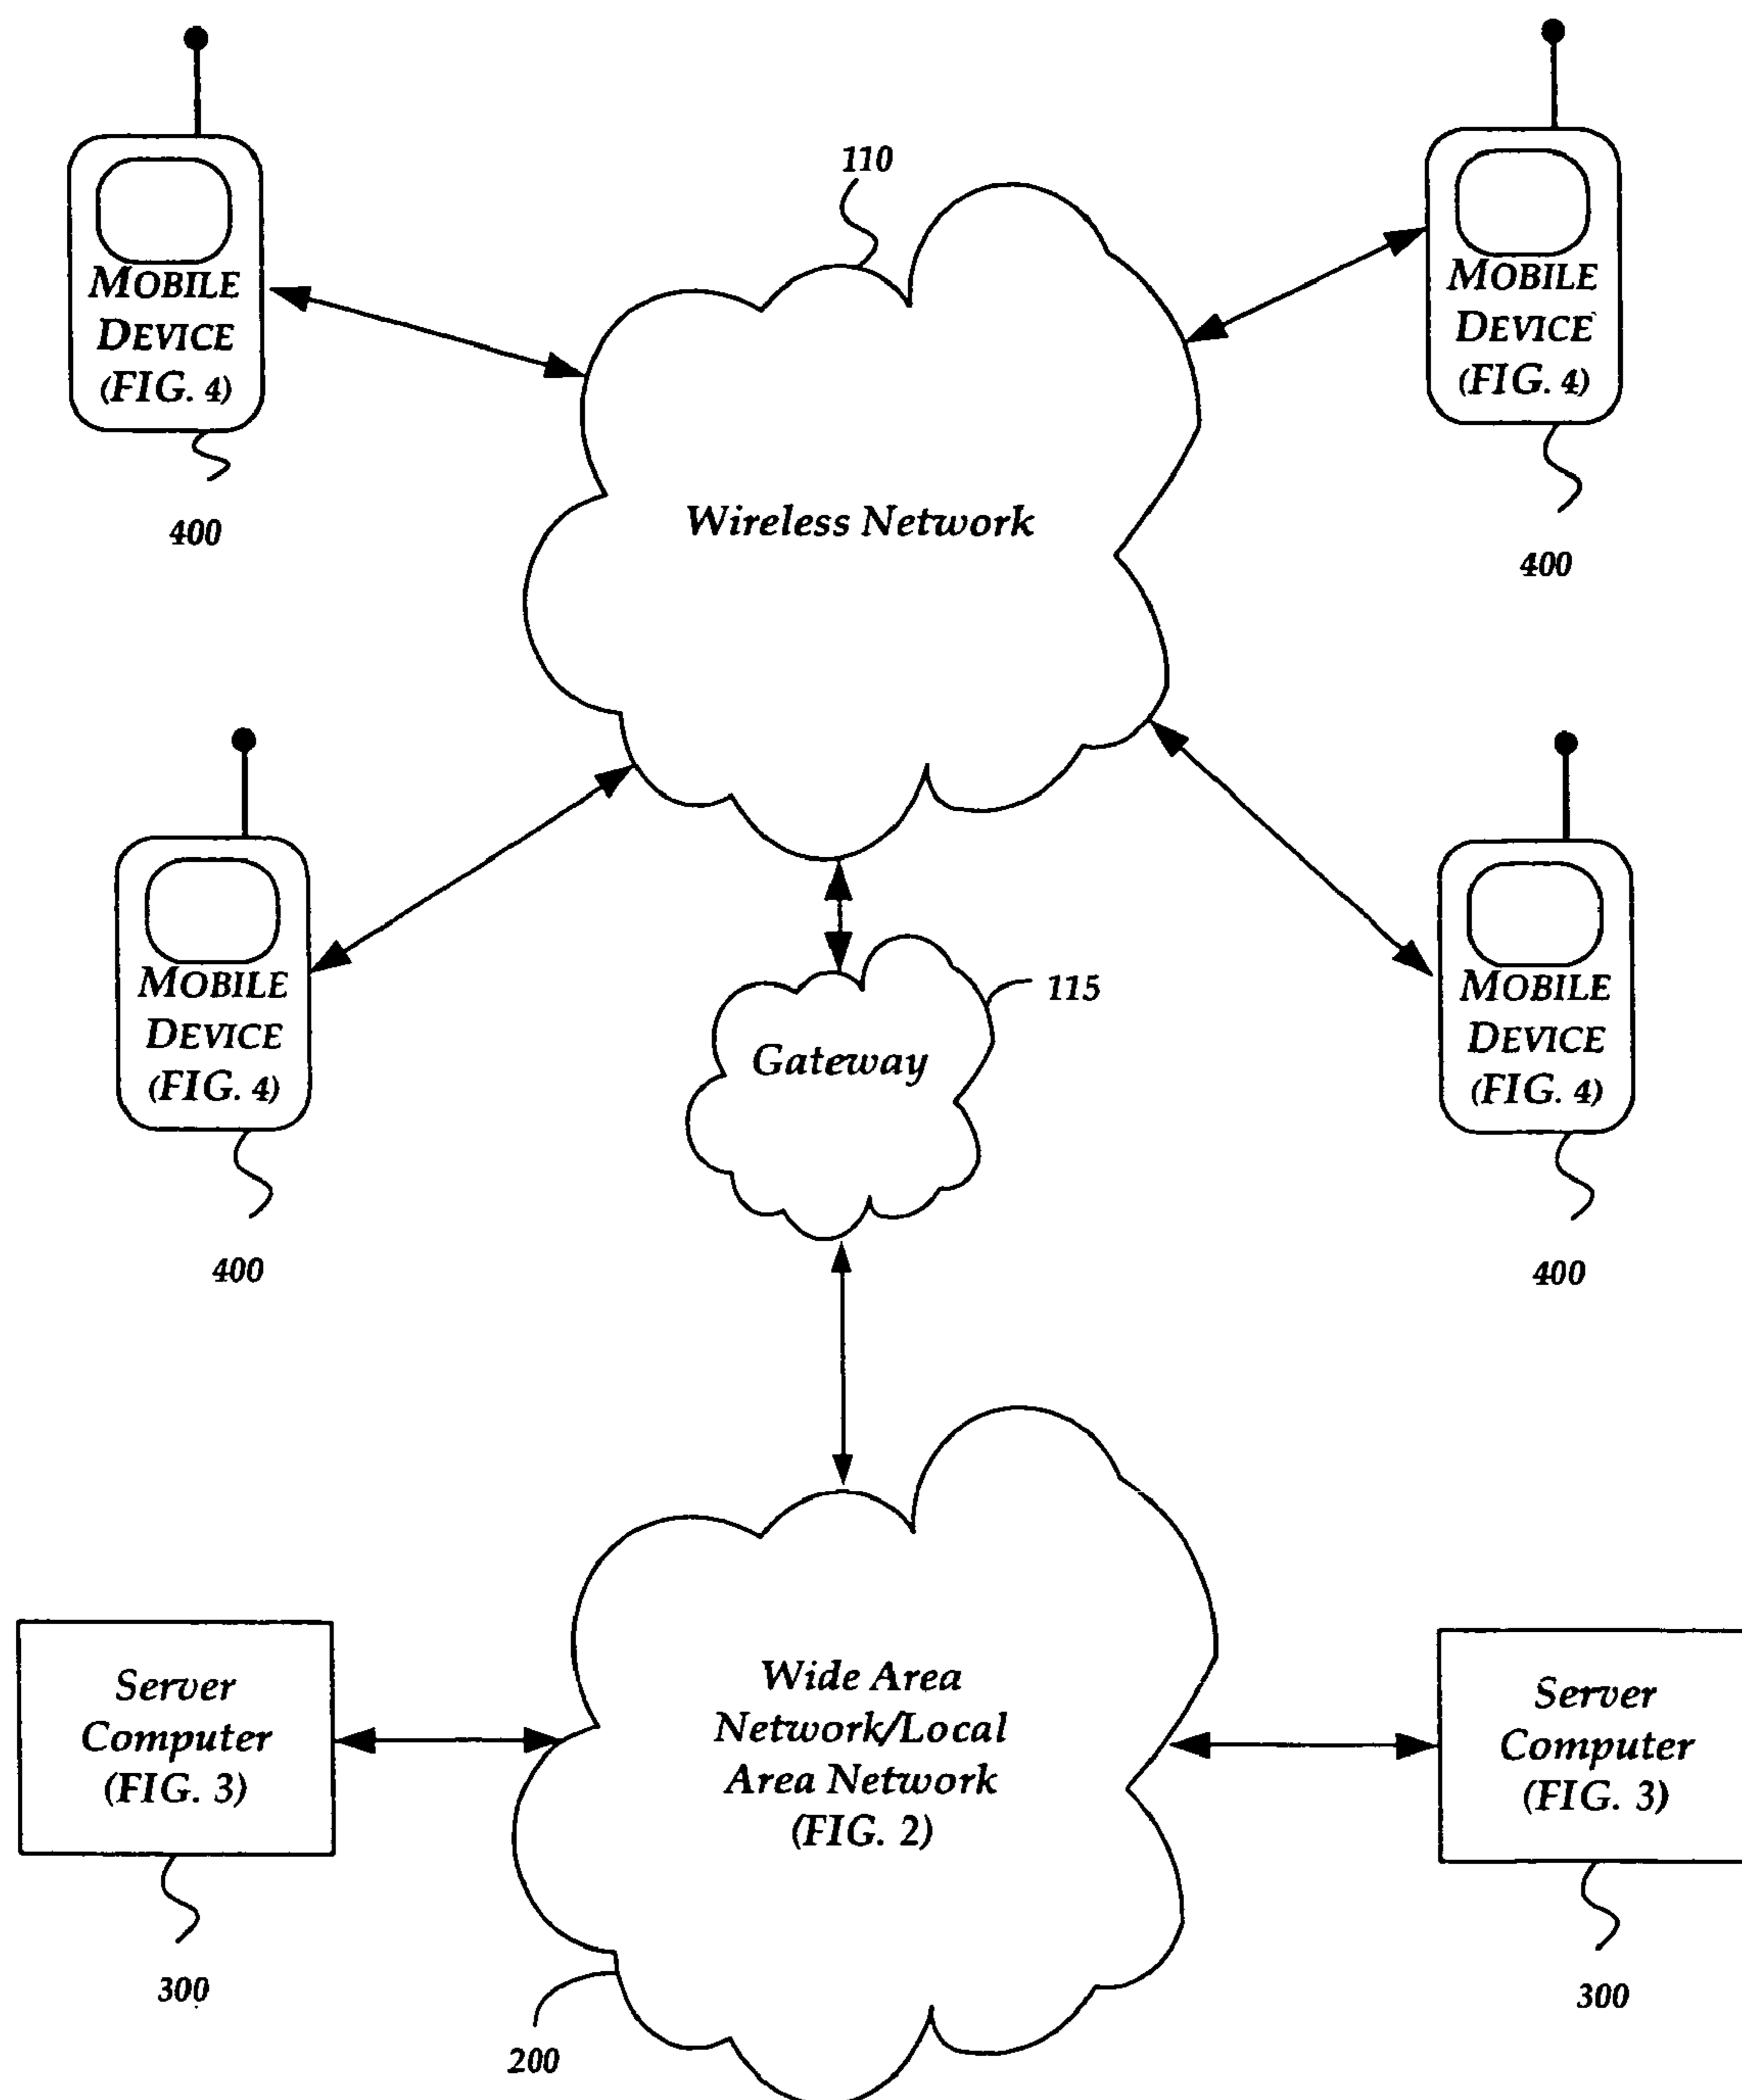 110
MOBILE
DEVICE
(FIG. 4)
400
MOBILE
DEVICE
(FIG. 4)
400
Wireless Network
MOBILE
DEVICE
(FIG. 4)
400
MOBILE
DEVICE
(FIG. 4)
400
115
Gateway
Server
Computer
(FIG. 3)
300
Wide Area
Network/Local
Area Network
(FIG. 2)
200
Server
Computer
(FIG. 3)
300